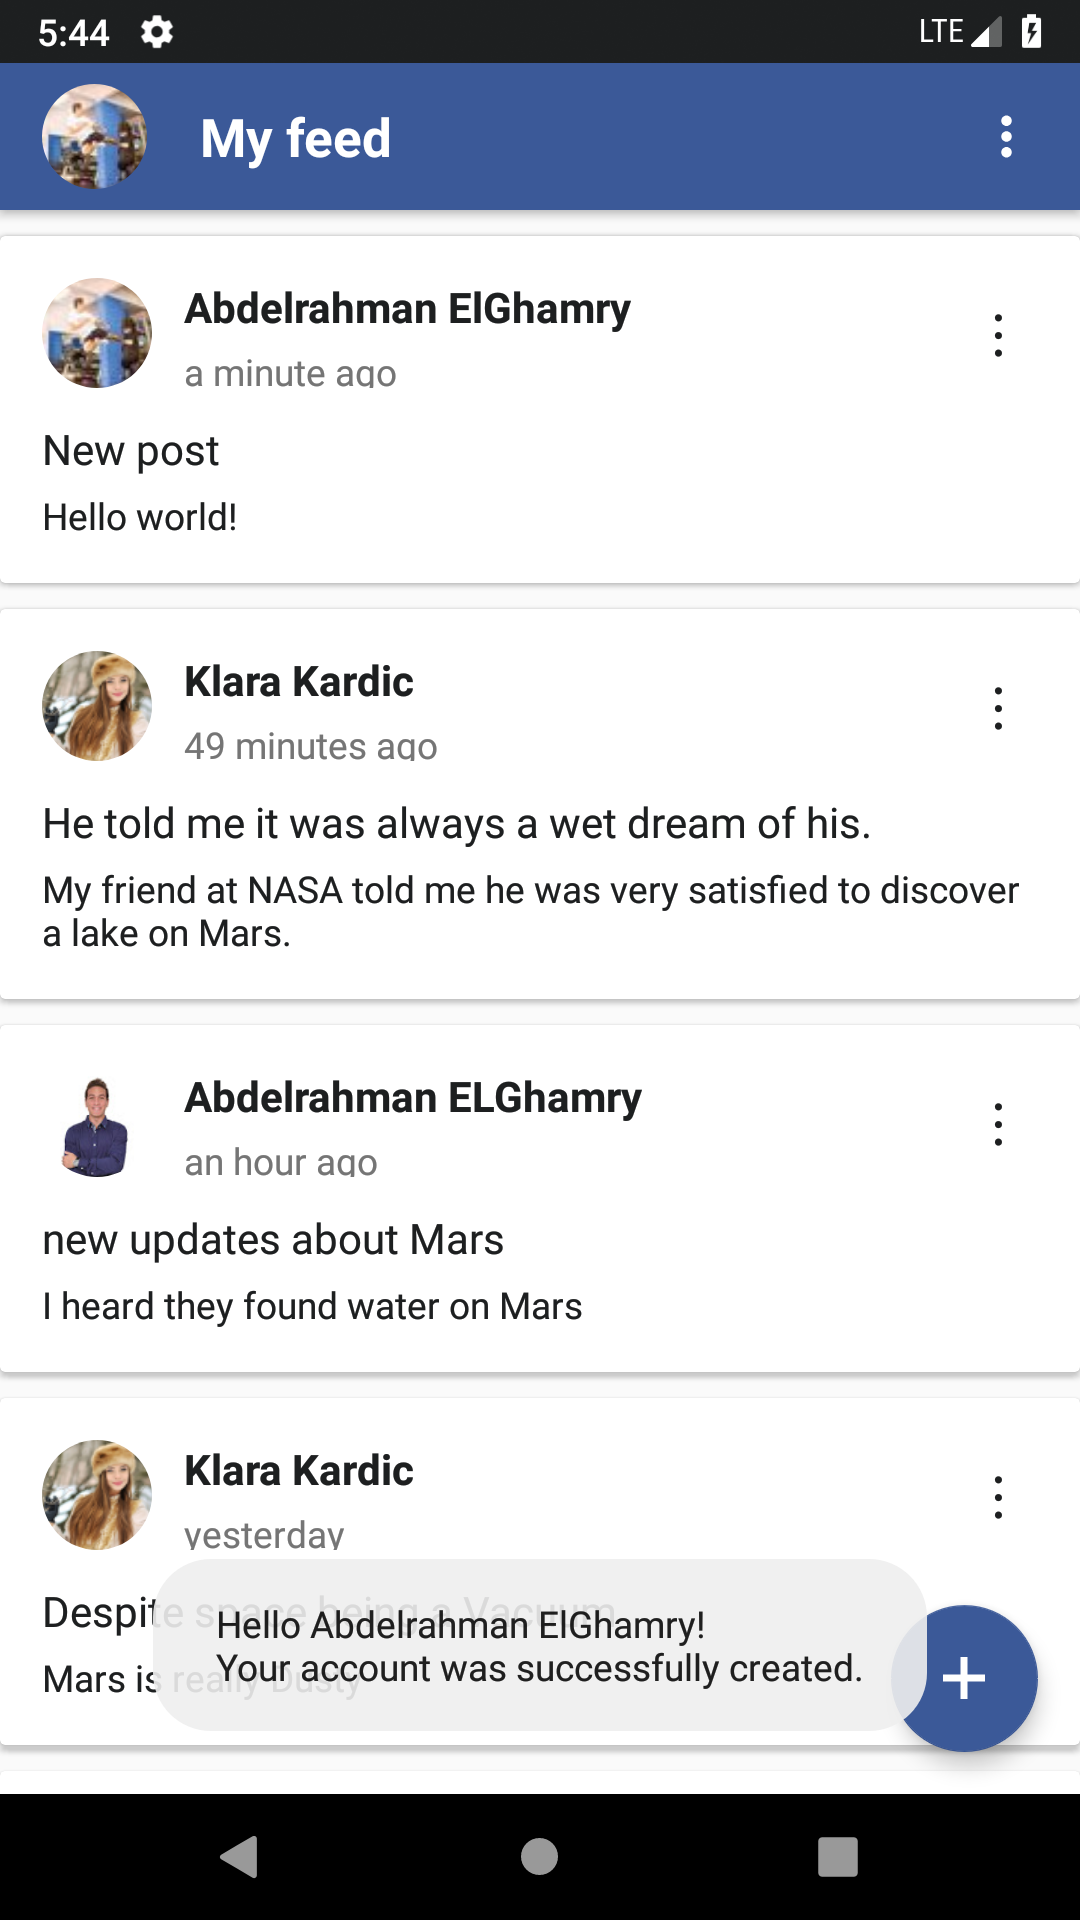 5:44
LTE
My feed
Abdelrahman ElGhamry
a minute ago
New post
Hello world!
Klara Kardic
49 minutes ago
He told me it was always a wet dream of his.
My friend at NASA told me he was very satisfied to discover
a lake on Mars.
Abdelrahman ELGhamry
an hour ago
new updates about Mars
I heard they found water on Mars
Klara Kardic
yesterday
Despite space being a Vacuum
Mars is really Dusty
Hello Abdelrahman ElGhamry!
Your account was successfully created.